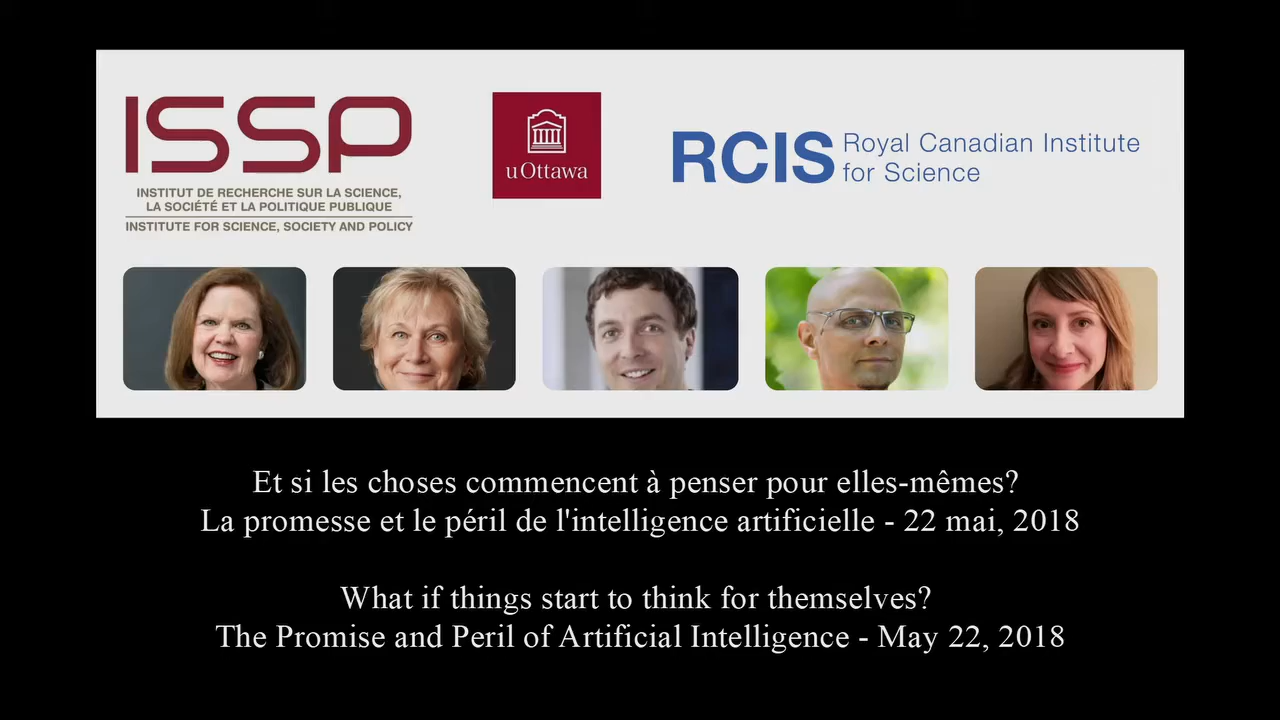 ISSP
INSTITUT DE RECHERCHE SUR LA SCIENCE,
LA SOCIÉTÉ ET LA POLITIQUE PUBLIQUE
INSTITUTE FOR SCIENCE, SOCIETY AND POLICY
uOttawa
RCIS Royal Canadian Institute
for Science
Et si les choses commencent à penser pour elles-mêmes?
La promesse et le péril de l'intelligence artificielle - 22 mai, 2018
What if things start to think for themselves?
The Promise and Peril of Artificial Intelligence - May 22, 2018